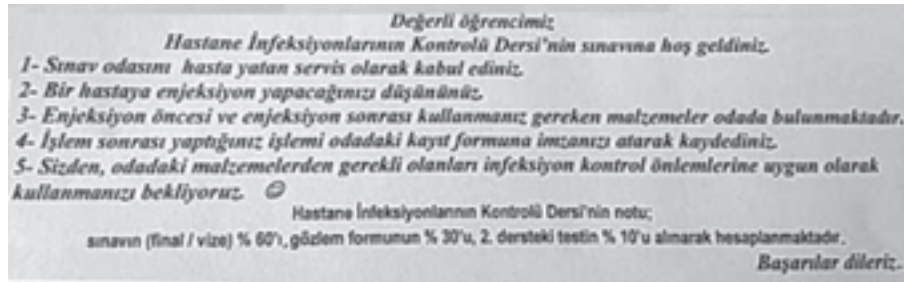 Değerli öğrencimiz
Hastane İnfeksiyonlarının Kontrolü Dersi'nin sınavına hoş geldiniz.
1- Sınav odasını hasta yatan servis olarak kabul ediniz.
2- Bir hastaya enjeksiyon yapacağınızı düşününüz.
3- Enjeksiyon öncesi ve enjeksiyon sonrası kullanmanız gereken malzemeler odada bulunmaktadır.
4- İşlem sonrası yaptığınız işlemi odadaki kayıt formuna imzanızı atarak kaydediniz.
5- Sizden, odadaki malzemelerden gerekli olanları infeksiyon kontrol önlemlerine uygun olarak
kullanmanızı bekliyoruz. ☺
Hastane İnfeksiyonlarının Kontrolü Dersi'nin notu;
sınavın (final / vize) % 60'ı, gözlem formunun % 30'u, 2. dersteki testin % 10'u alınarak hesaplanmaktadır.
Başarılar dileriz.